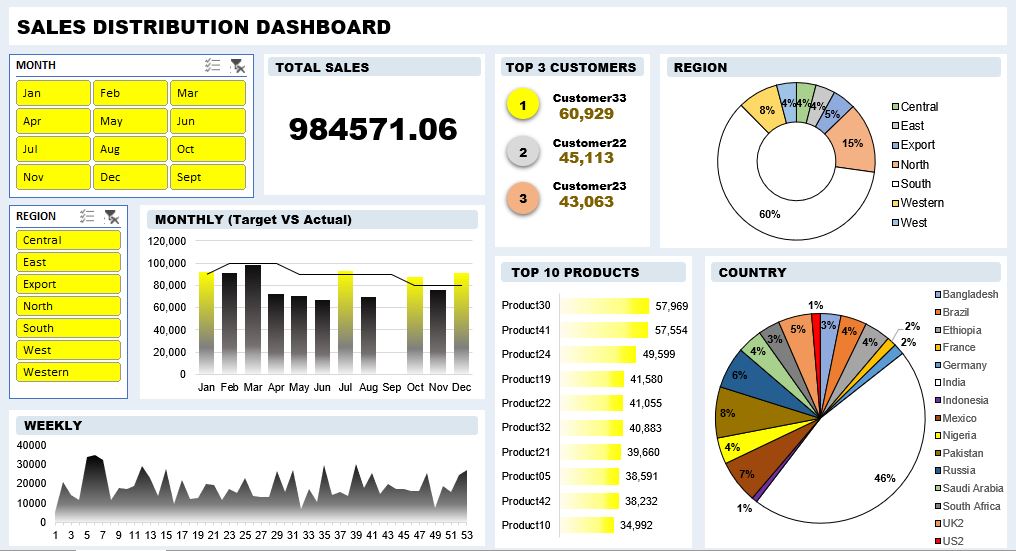 SALES DISTRIBUTION DASHBOARD
MONTH
Jan Feb Mar
Apr May Jun
Jul Aug Oct
Nov Dec Sept
TOTAL SALES
984571.06
TOP 3 CUSTOMERS
1 Customer33
60,929
2 Customer22
45,113
3 Customer23
43,063
REGION
4% 4% 4% 5%
8%
15%
60%
Central
East
Export
North
South
Western
West
REGION
Central
East
Export
North
South
West
Western
MONTHLY (Target VS Actual)
120,000
100,000
80,000
60,000
40,000
20,000
0
Jan Feb Mar Apr May Jun Jul Aug Sep Oct Nov Dec
WEEKLY
40000
30000
20000
10000
0
1 3 5 7 9 11 13 15 17 19 21 23 25 27 29 31 33 35 37 39 41 43 45 47 49 51 53
TOP 10 PRODUCTS
Product30 57,969
Product41 57,554
Product24 49,599
Product19 41,580
Product22 41,055
Product32 40,883
Product21 39,660
Product05 38,591
Product42 38,232
Product10 34,992
COUNTRY
1%
3%
4%
4%
2%
2%
46%
1%
7%
4%
8%
6%
4%
3%
5%
Bangladesh
Brazil
Ethiopia
France
Germany
India
Indonesia
Mexico
Nigeria
Pakistan
Russia
Saudi Arabia
South Africa
UK2
US2